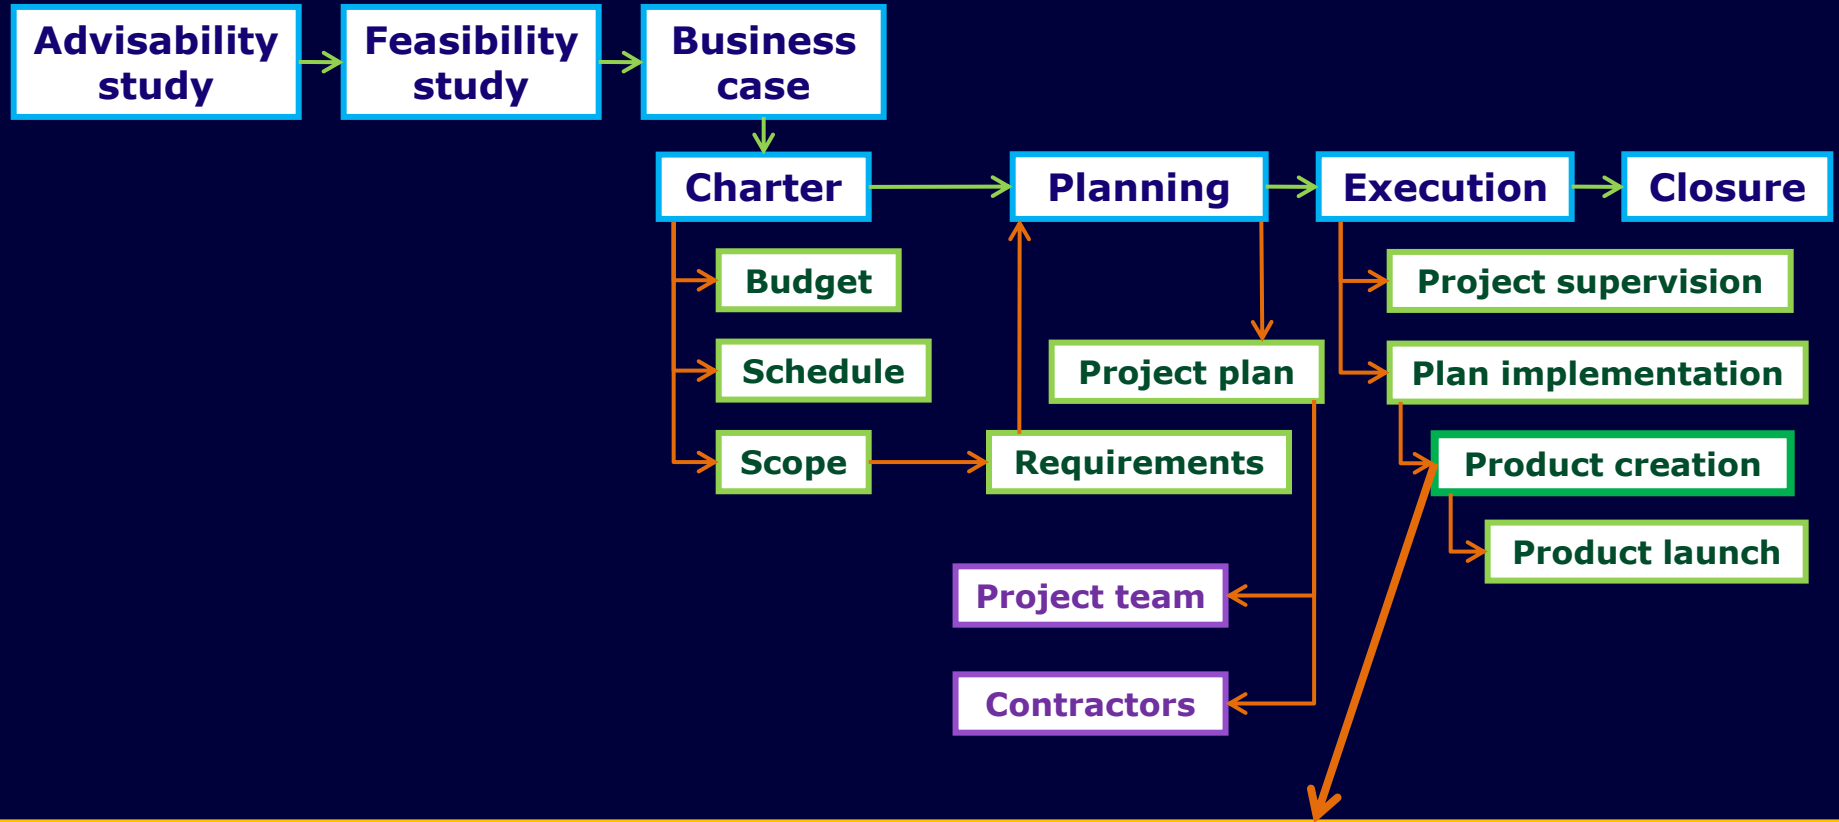 Advisability
study
Feasibility
study
Business
case
Charter
Planning
Execution
Closure
Budget
Project supervision
Schedule
Project plan
Plan implementation
Scope
Requirements
Product creation
Product launch
Project team
Contractors